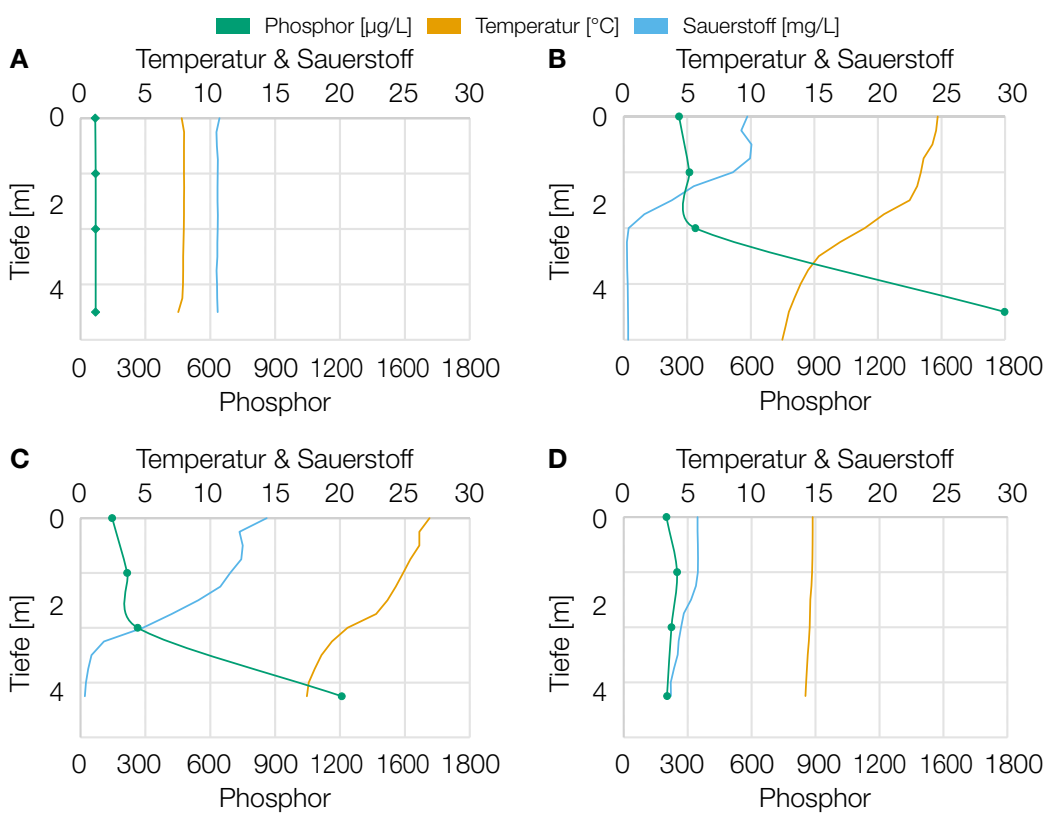 Phosphor [µg/L] Temperatur [°C] Sauerstoff [mg/L]
A
Temperatur & Sauerstoff
0 5 10 15 20 25 30
0
2
4
Tiefe [m]
0 300 600 900 1200 1600 1800
Phosphor
B
Temperatur & Sauerstoff
0 5 10 15 20 25 30
0
2
4
Tiefe [m]
0 300 600 900 1200 1600 1800
Phosphor
C
Temperatur & Sauerstoff
0 5 10 15 20 25 30
0
2
4
Tiefe [m]
0 300 600 900 1200 1600 1800
Phosphor
D
Temperatur & Sauerstoff
0 5 10 15 20 25 30
0
2
4
Tiefe [m]
0 300 600 900 1200 1600 1800
Phosphor